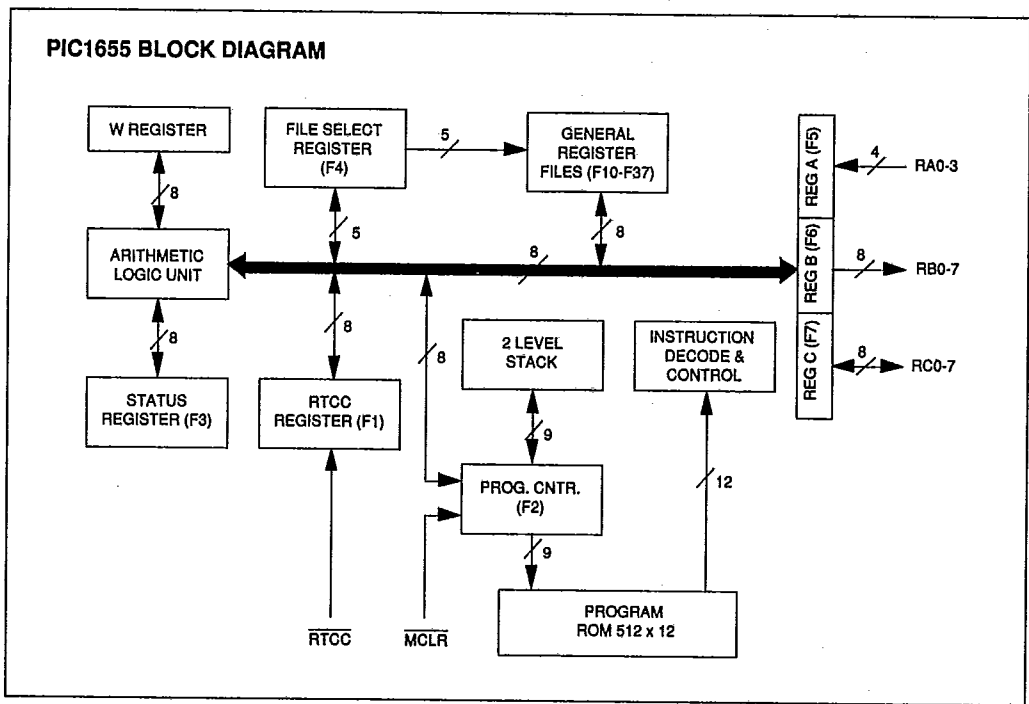 PIC1655 BLOCK DIAGRAM
W REGISTER
FILE SELECT
REGISTER
(F4)
5
GENERAL
REGISTER
FILES (F10-F37)
REG A (F5)
4
RA0-3
8
5
8
ARITHMETIC
LOGIC UNIT
8
REG B (F6)
8
RB0-7
8
8
8
2 LEVEL
STACK
INSTRUCTION
DECODE &
CONTROL
REG C (F7)
8
RC0-7
STATUS
REGISTER (F3)
RTCC
REGISTER (F1)
9
PROG. CNTR.
(F2)
12
9
PROGRAM
ROM 512 x 12
RTCC
MCLR